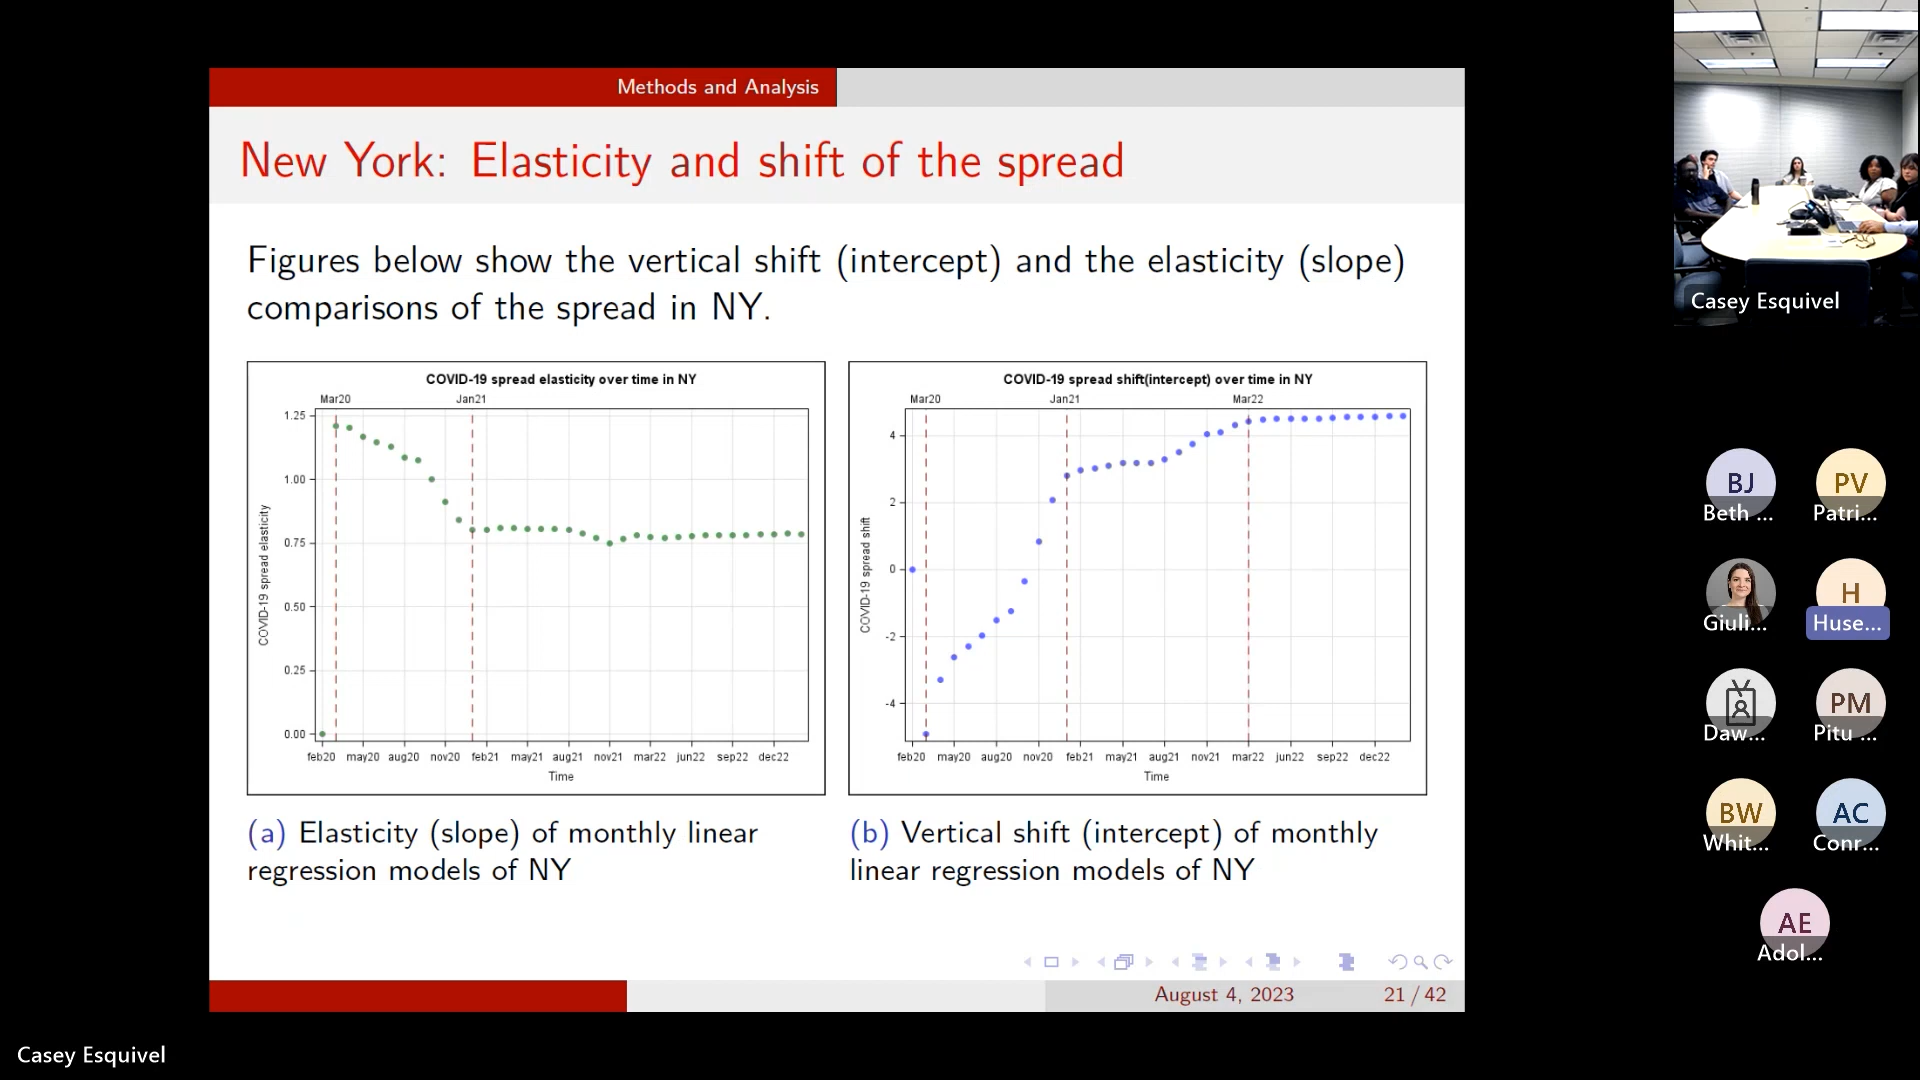 Methods and Analysis
New York: Elasticity and shift of the spread
Figures below show the vertical shift (intercept) and the elasticity (slope)
comparisons of the spread in NY.
COVID-19 spread elasticity over time in NY
Mar20 Jan21
1.25
1.00
0.75
0.50
0.25
0.00
COVID-19 spread elasticity
feb20 may20 aug20 nov20 feb21 may21 aug21 nov21 mar22 jun22 sep22 dec22
Time
(a) Elasticity (slope) of monthly linear
regression models of NY
COVID-19 spread shift(intercept) over time in NY
Mar20 Jan21 Mar22
4
2
0
-2
-4
COVID-19 spread shift
feb20 may20 aug20 nov20 feb21 may21 aug21 nov21 mar22 jun22 sep22 dec22
Time
(b) Vertical shift (intercept) of monthly
linear regression models of NY
August 4, 2023 21 / 42
Casey Esquivel
BJ PV
Beth ... Patri...
H
Giuli... Huse...
PM
Daw... Pitu ...
BW AC
Whit... Conr...
AE
Adol...
Casey Esquivel